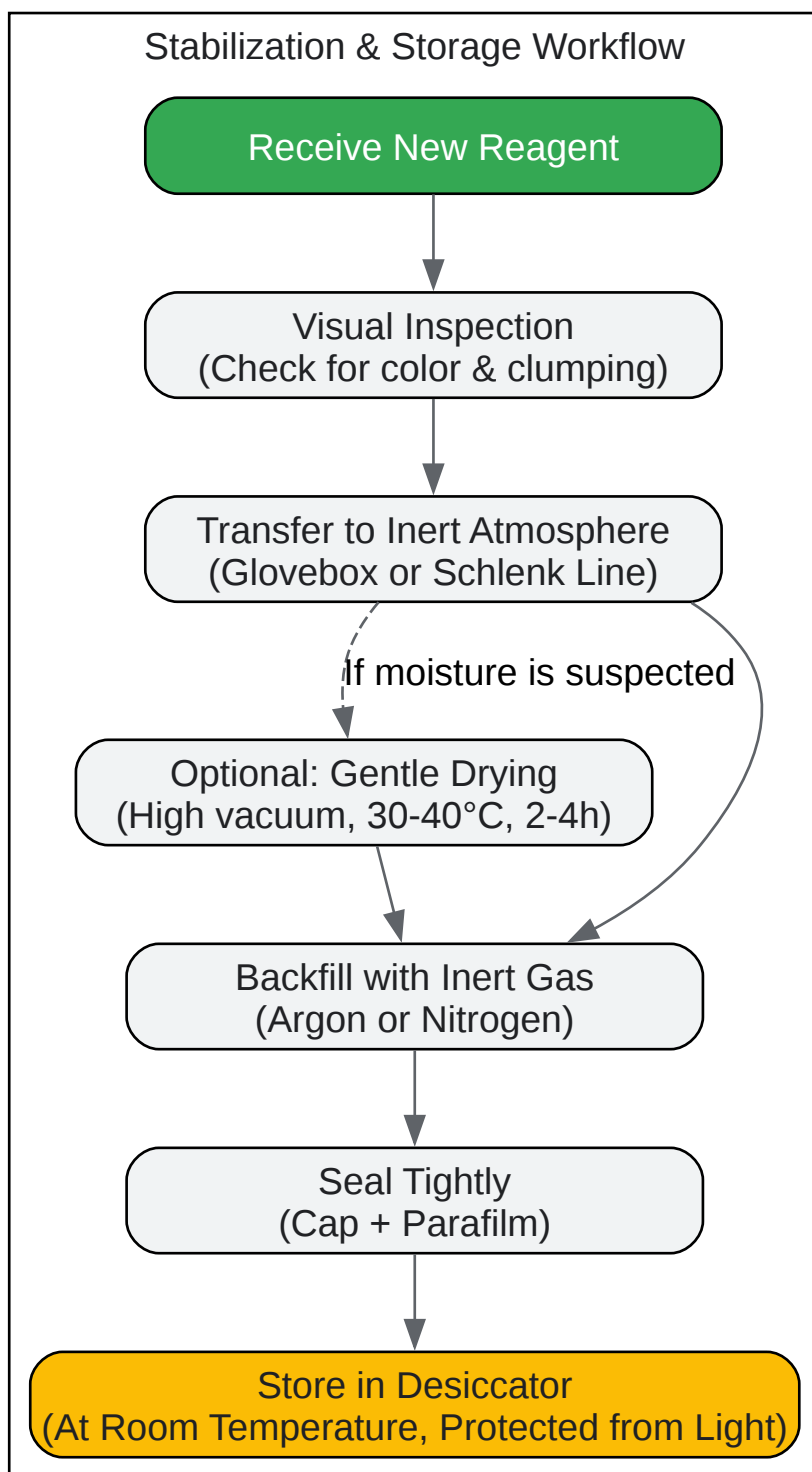 Stabilization & Storage Workflow
Receive New Reagent
Visual Inspection
(Check for color & clumping)
Transfer to Inert Atmosphere
(Glovebox or Schlenk Line)
If moisture is suspected
Optional: Gentle Drying
(High vacuum, 30-40°C, 2-4h)
Backfill with Inert Gas
(Argon or Nitrogen)
Seal Tightly
(Cap + Parafilm)
Store in Desiccator
(At Room Temperature, Protected from Light)